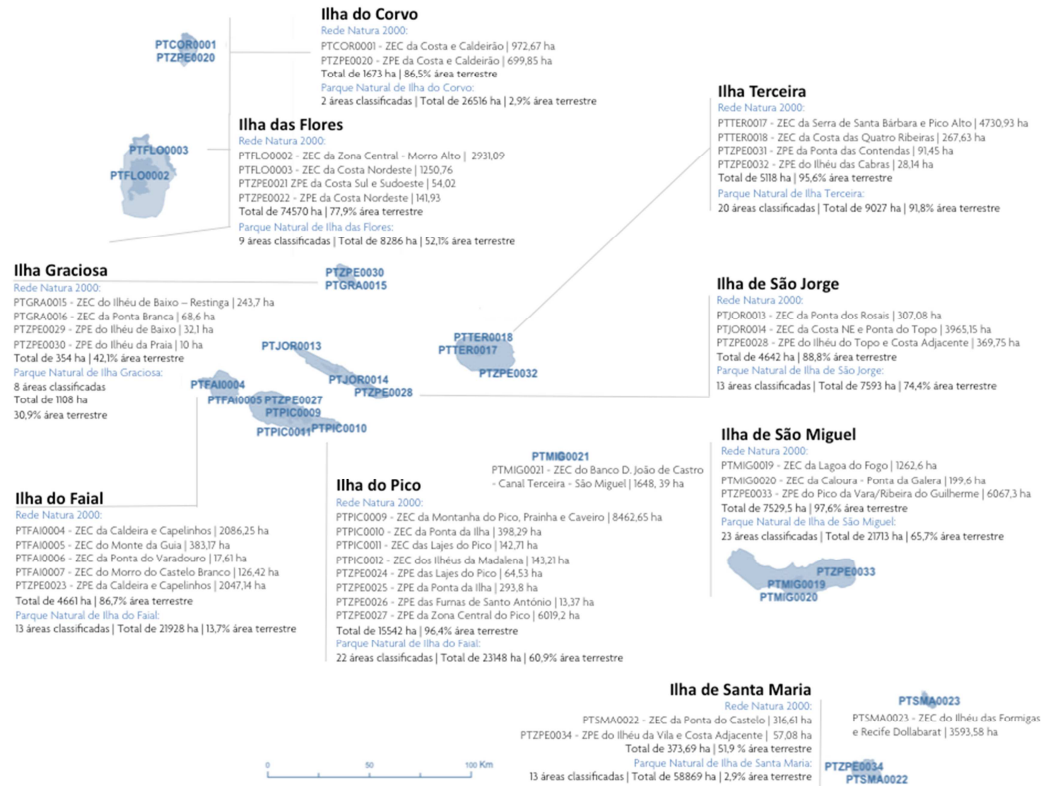 Ilha do Corvo
Rede Natura 2000:
PTCOR0001 - ZEC da Costa e Caldeirão | 972,67 ha
PTZPE0020 - ZPE da Costa e Caldeirão | 699,85 ha
Total de 1673 ha | 86,5% área terrestre
Parque Natural de Ilha do Corvo:
2 áreas classificadas | Total de 26516 ha | 2,9% área terrestre
PTCOR0001
PTZPE0020
Ilha das Flores
Rede Natura 2000:
PTFLO0002 - ZEC da Zona Central - Morro Alto | 2931,09
PTFLO0003 - ZEC da Costa Nordeste | 1250,76
PTZPE0021 ZPE da Costa Sul e Sudoeste | 54,02
PTZPE0022 - ZPE da Costa Nordeste | 141,93
Total de 74570 ha | 77,9% área terrestre
Parque Natural de Ilha das Flores:
9 áreas classificadas | Total de 8286 ha | 52,1% área terrestre
PTFLO0003
PTFLO0002
Ilha Terceira
Rede Natura 2000:
PTTER0017 - ZEC da Serra de Santa Bárbara e Pico Alto | 4730,93 ha
PTTER0018 - ZEC da Costa das Quatro Ribeiras | 267,63 ha
PTZPE0031 - ZPE da Ponta das Contendas | 91,45 ha
PTZPE0032 - ZPE do Ilhéu das Cabras | 28,14 ha
Total de 5118 ha | 95,6% área terrestre
Parque Natural de Ilha Terceira:
20 áreas classificadas | Total de 9027 ha | 91,8% área terrestre
Ilha Graciosa
Rede Natura 2000:
PTGRA0015 - ZEC do Ilhéu de Baixo – Restinga | 243,7 ha
PTGRA0016 - ZEC da Ponta Branca | 68,6 ha
PTZPE0029 - ZPE do Ilhéu de Baixo | 32,1 ha
PTZPE0030 - ZPE do Ilhéu da Praia | 10 ha
Total de 354 ha | 42,1% área terrestre
Parque Natural de Ilha Graciosa:
8 áreas classificadas
Total de 1108 ha
30,9% área terrestre
PTZPE0030
PTGRA0015
Ilha de São Jorge
Rede Natura 2000:
PTJOR0013 - ZEC da Ponta dos Rosais | 307,08 ha
PTJOR0014 - ZEC da Costa NE e Ponta do Topo | 3965,15 ha
PTZPE0028 - ZPE do Ilhéu do Topo e Costa Adjacente | 369,75 ha
Total de 4642 ha | 88,8% área terrestre
Parque Natural de Ilha de São Jorge:
13 áreas classificadas | Total de 7593 ha | 74,4% área terrestre
PTTER0018
PTTER0017
PTZPE0032
PTJOR0013
PTJOR0014
PTZPE0028
PTFAI0004
PTFAI0005 PTZPE0027
PTPIC0009
PTPIC0011 PTPIC0010
PTMIG0021
PTMIG0021 - ZEC do Banco D. João de Castro
- Canal Terceira - São Miguel | 1648, 39 ha
Ilha de São Miguel
Rede Natura 2000:
PTMIG0019 - ZEC da Lagoa do Fogo | 1262,6 ha
PTMIG0020 - ZEC da Caloura - Ponta da Galera | 199,6 ha
PTZPE0033 - ZPE do Pico da Vara/Ribeira do Guilherme | 6067,3 ha
Total de 7529,5 ha | 97,6% área terrestre
Parque Natural de Ilha de São Miguel:
23 áreas classificadas | Total de 21713 ha | 65,7% área terrestre
PTZPE0033
PTMIG0019
PTMIG0020
Ilha do Faial
Rede Natura 2000:
PTFAI0004 - ZEC da Caldeira e Capelinhos | 2086,25 ha
PTFAI0005 - ZEC do Monte da Guia | 383,17 ha
PTFAI0006 - ZEC da Ponta do Varadouro | 17,61 ha
PTFAI0007 - ZEC do Morro do Castelo Branco | 126,42 ha
PTZPE0023 - ZPE da Caldeira e Capelinhos | 2047,14 ha
Total de 4661 ha | 86,7% área terrestre
Parque Natural de Ilha do Faial:
13 áreas classificadas | Total de 21928 ha | 13,7% área terrestre
Ilha do Pico
Rede Natura 2000:
PTPIC0009 - ZEC da Montanha do Pico, Prainha e Caveiro | 8462,65 ha
PTPIC0010 - ZEC da Ponta da Ilha | 398,29 ha
PTPIC0011 - ZEC das Lajes do Pico | 142,71 ha
PTPIC0012 - ZEC dos Ilhéus da Madalena | 143,21 ha
PTZPE0024 - ZPE das Lajes do Pico | 64,53 ha
PTZPE0025 - ZPE da Ponta da Ilha | 293,8 ha
PTZPE0026 - ZPE das Furnas de Santo António | 13,37 ha
PTZPE0027 - ZPE da Zona Central do Pico | 6019,2 ha
Total de 15542 ha | 96,4% área terrestre
Parque Natural de Ilha do Faial:
22 áreas classificadas | Total de 23148 ha | 60,9% área terrestre
Ilha de Santa Maria
Rede Natura 2000:
PTSMA0022 - ZEC da Ponta do Castelo | 316,61 ha
PTZPE0034 - ZPE do Ilhéu da Vila e Costa Adjacente | 57,08 ha
Total de 373,69 ha | 51,9 % área terrestre
Parque Natural de Ilha de Santa Maria:
13 áreas classificadas | Total de 58869 ha | 2,9% área terrestre
PTSMA0023
PTSMA0023 - ZEC do Ilhéu das Formigas
e Recife Dollabarat | 3593,58 ha
PTZPE0034
PTSMA0022
0 50 100 Km